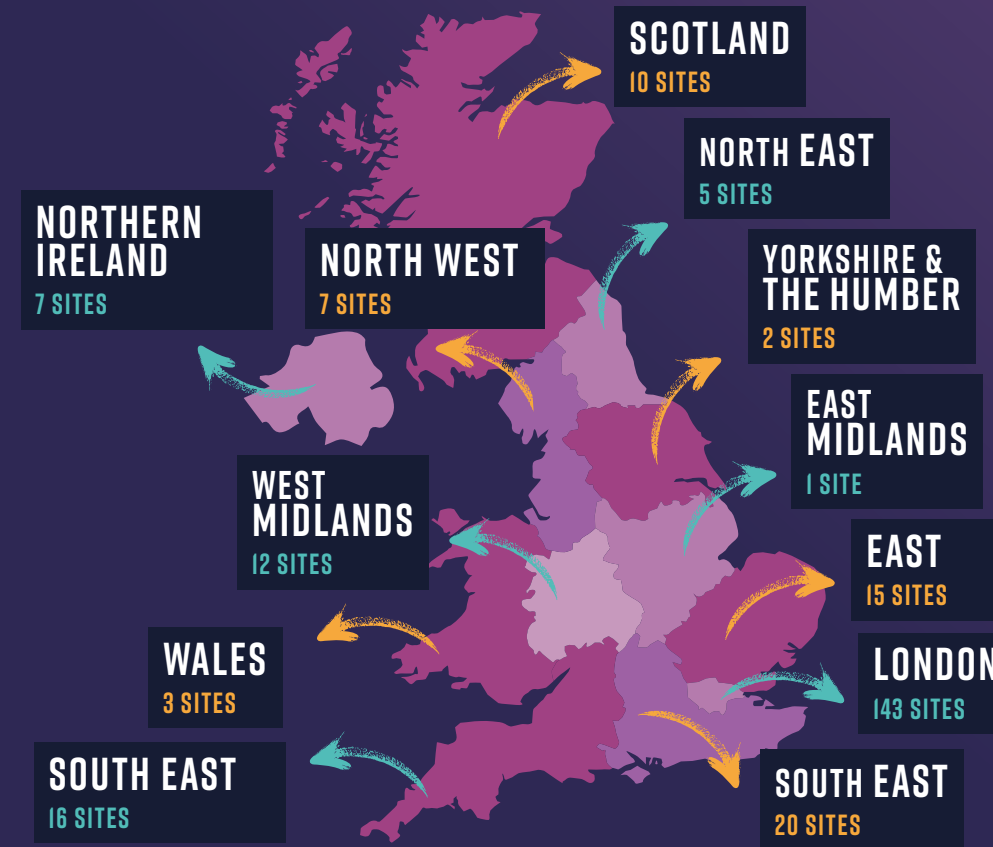 SCOTLAND
10 SITES
NORTH EAST
5 SITES
NORTHERN
IRELAND
7 SITES
NORTH WEST
7 SITES
YORKSHIRE &
THE HUMBER
2 SITES
EAST
MIDLANDS
1 SITE
WEST
MIDLANDS
12 SITES
EAST
15 SITES
WALES
3 SITES
LONDON
143 SITES
SOUTH EAST
16 SITES
SOUTH EAST
20 SITES